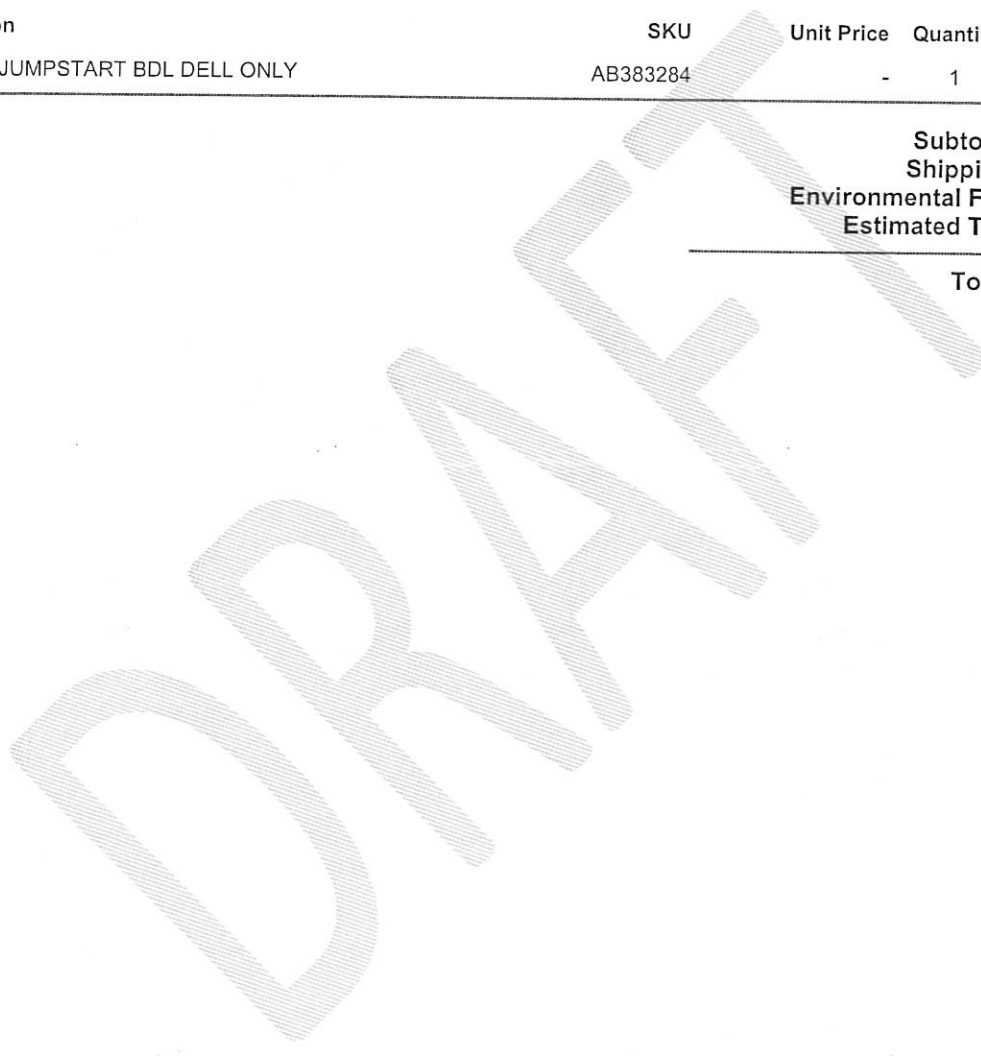 on SKU Unit Price Quanti
JUMPSTART BDL DELL ONLY AB383284 - 1
Subto
Shippi
Environmental F
Estimated T
To
DRAFT